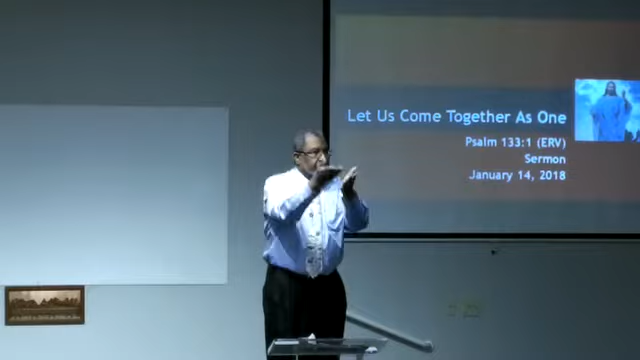 Let Us Come Together As One
Psalm 133:1 (ERV)
Sermon
January 14, 2018